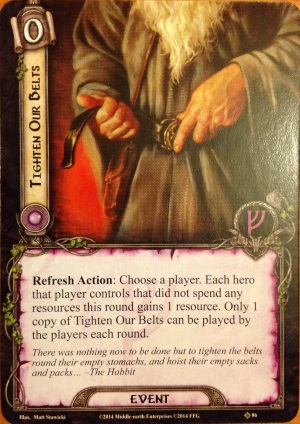 0
TIGHTEN OUR BELTS
Refresh Action: Choose a player. Each hero
that player controls that did not spend any
resources this round gains 1 resource. Only 1
copy of Tighten Our Belts can be played by
the players each round.
There was nothing now to be done but to tighten the belts
round their empty stomachs, and hoist their empty sacks
and packs... –The Hobbit
EVENT
Illus. Matt Stawicki
©2014 Middle-earth Enterprises ©2014 FFG
86